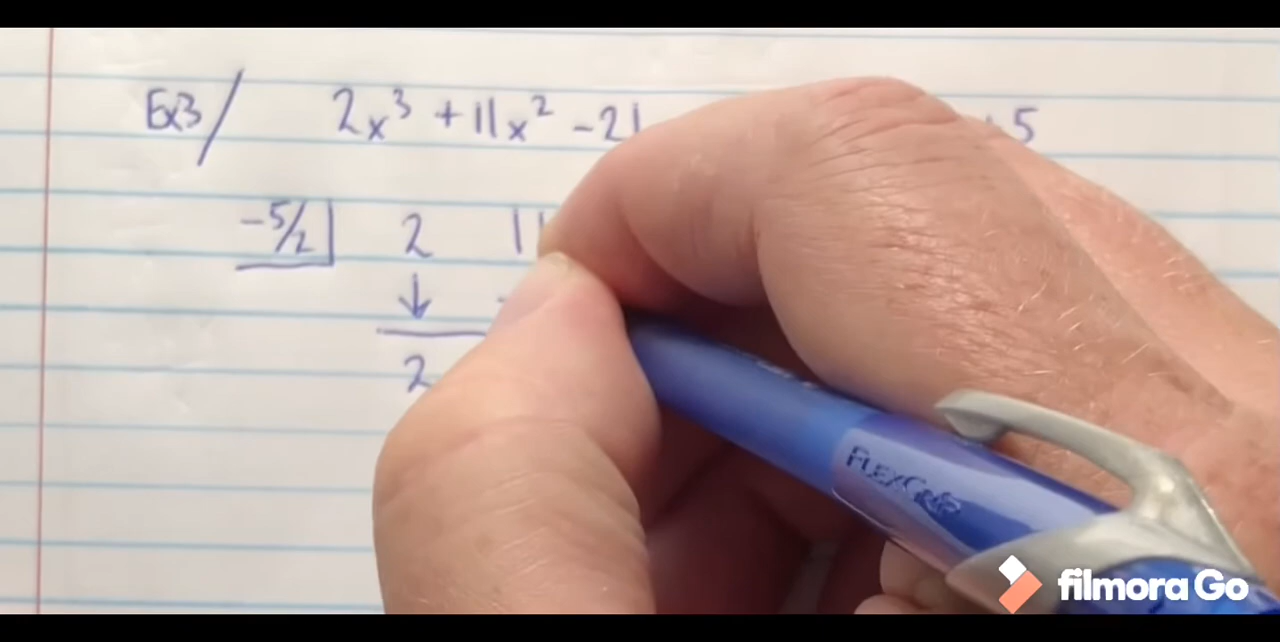 Ex3/ 2x³ + 11x² - 21 + 5
-5/2 2 11
↓ -
2
FLEXGRIP
filmora Go